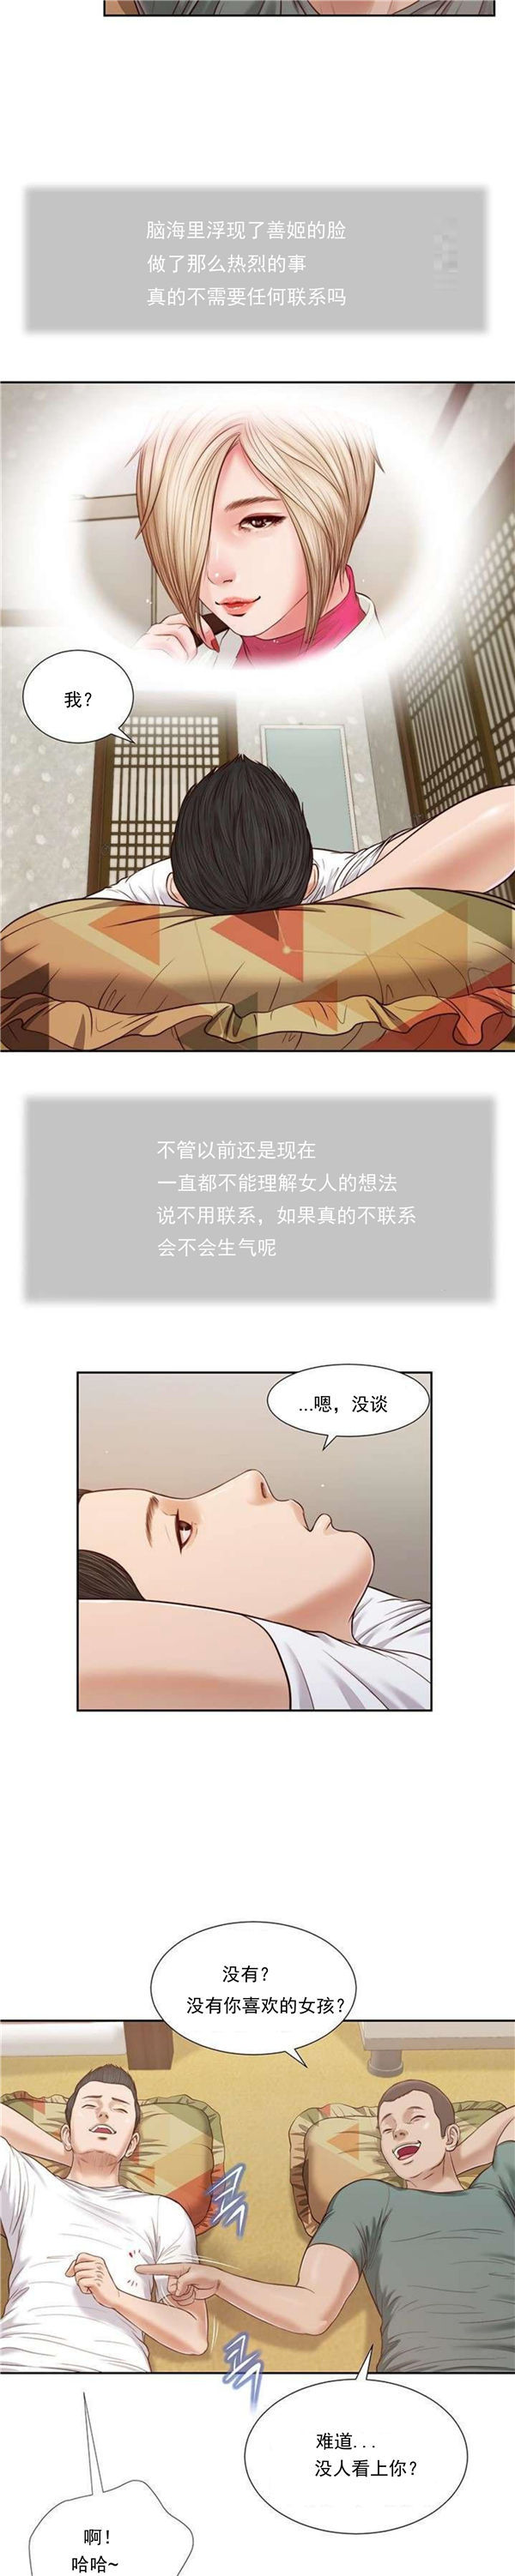 脑海里浮现了善姬的脸
做了那么热烈的事
真的不需要任何联系吗
我？
不管以前还是现在
一直都不能理解女人的想法
说不用联系，如果真的不联系
会不会生气呢
...嗯，没谈
没有？
没有你喜欢的女孩？
쿡
쿡
难道...
没人看上你？
啊！
哈哈~